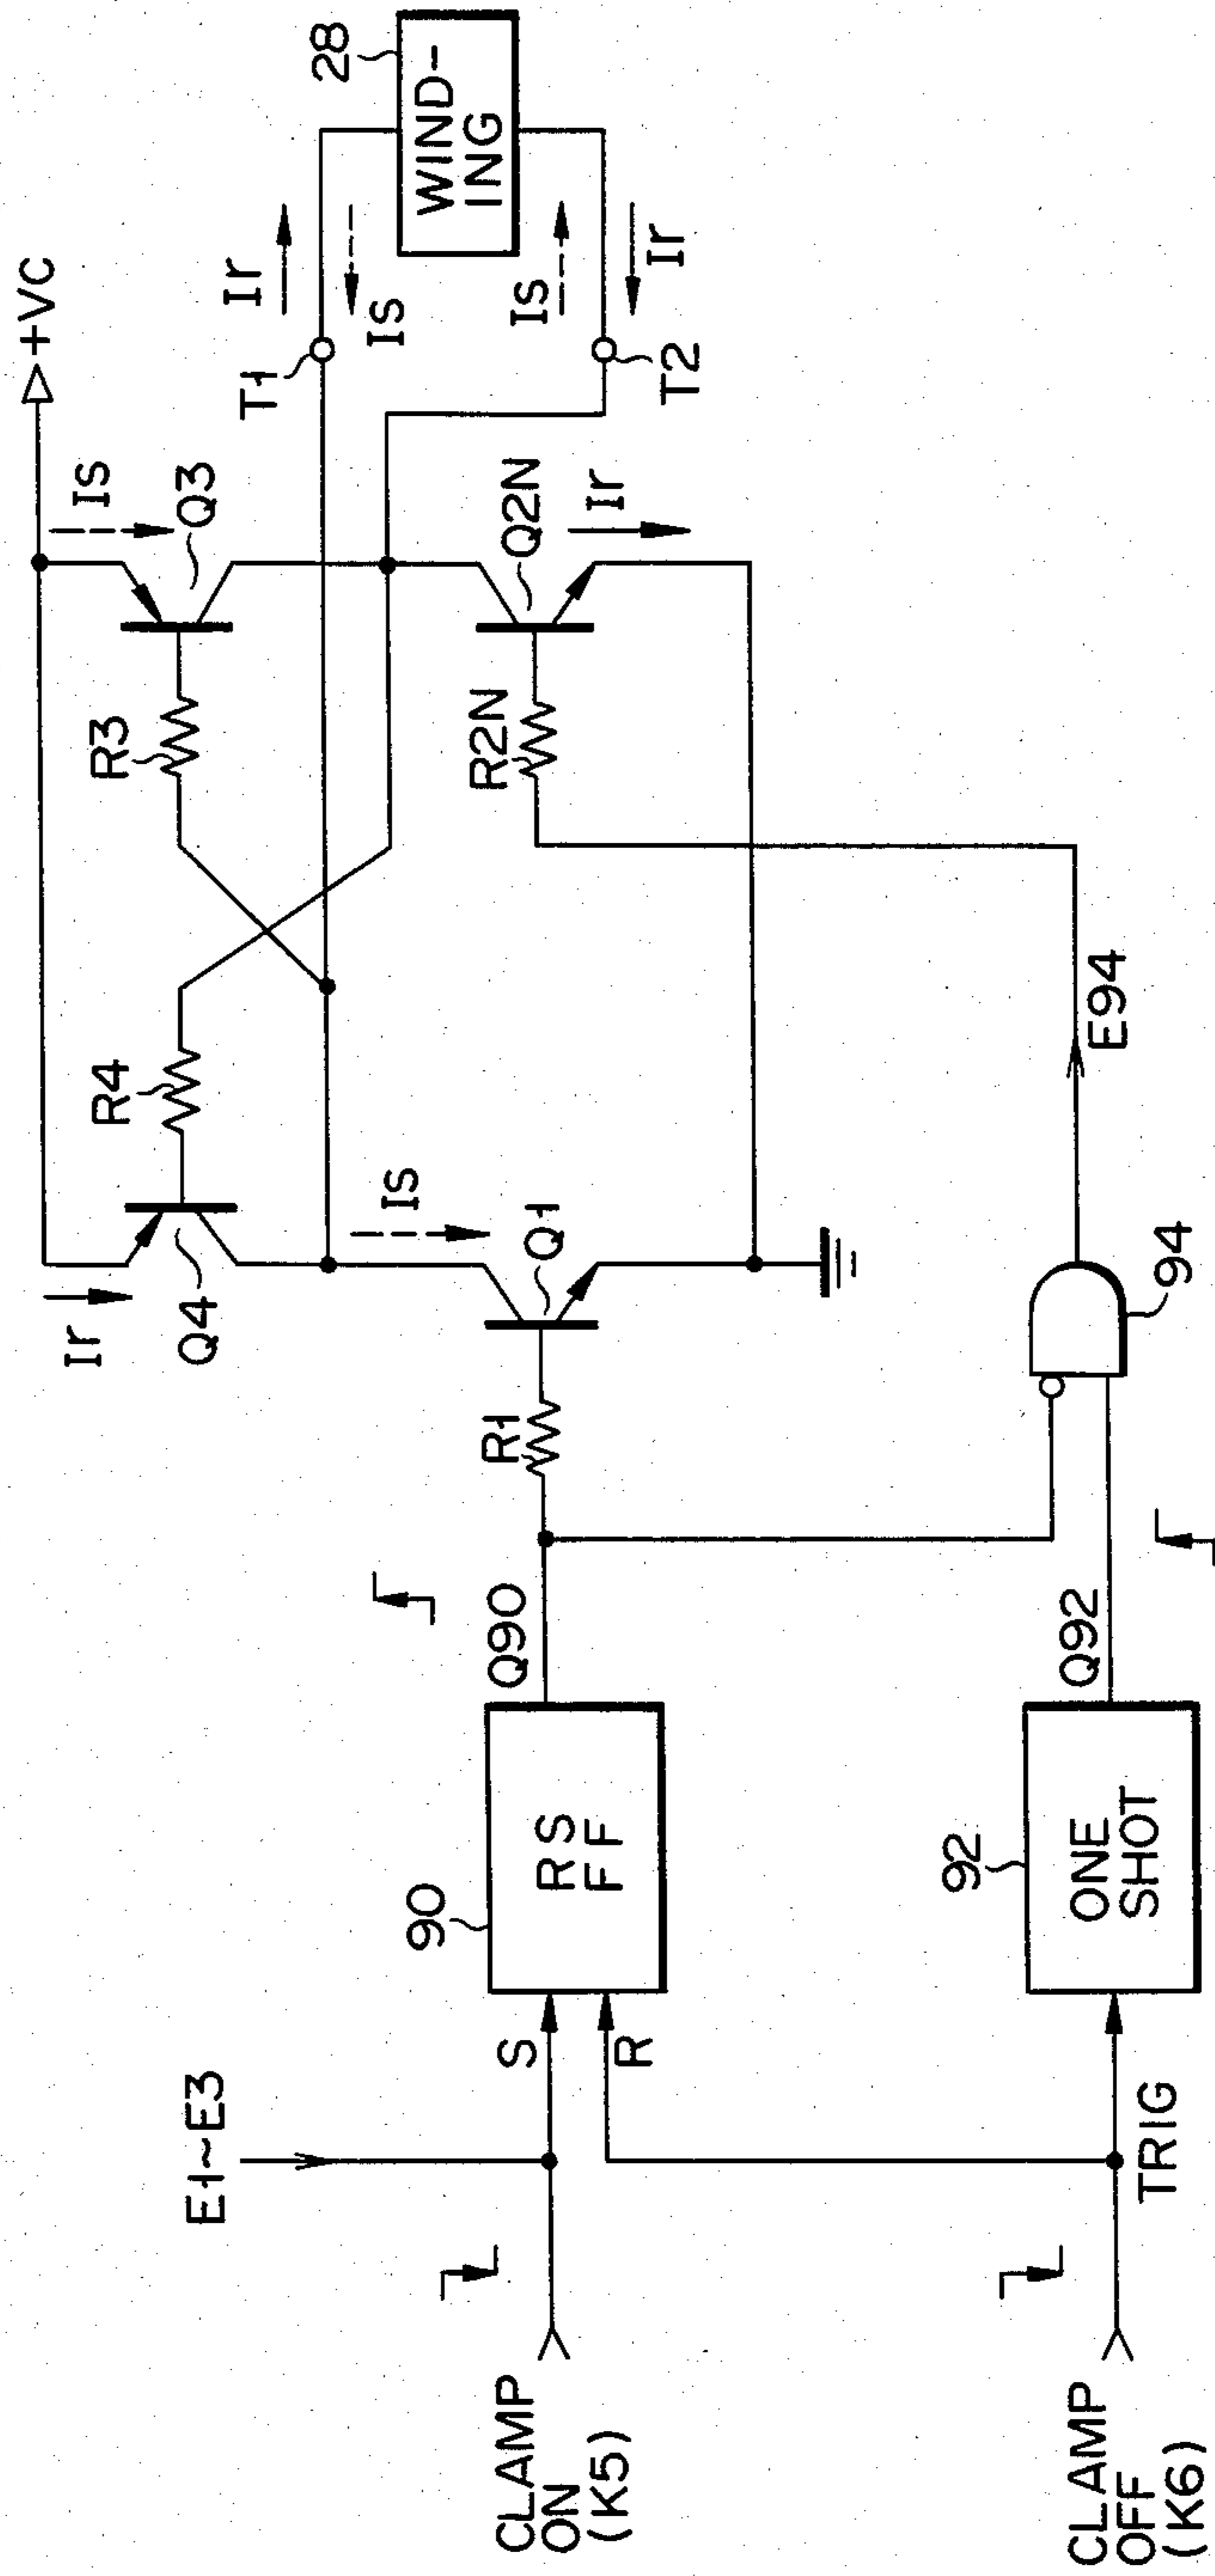 +VC
Ir
Q4
R4
R3
IS
Q3
T1
Ir
IS
28
WIND-
ING
IS
Ir
T2
IS
Q1
R1
R2N
Q2N
Ir
E1~E3
CLAMP
ON
(K5)
S
R
90
RS
FF
Q90
CLAMP
OFF
(K6)
TRIG
92
ONE
SHOT
Q92
94
E94